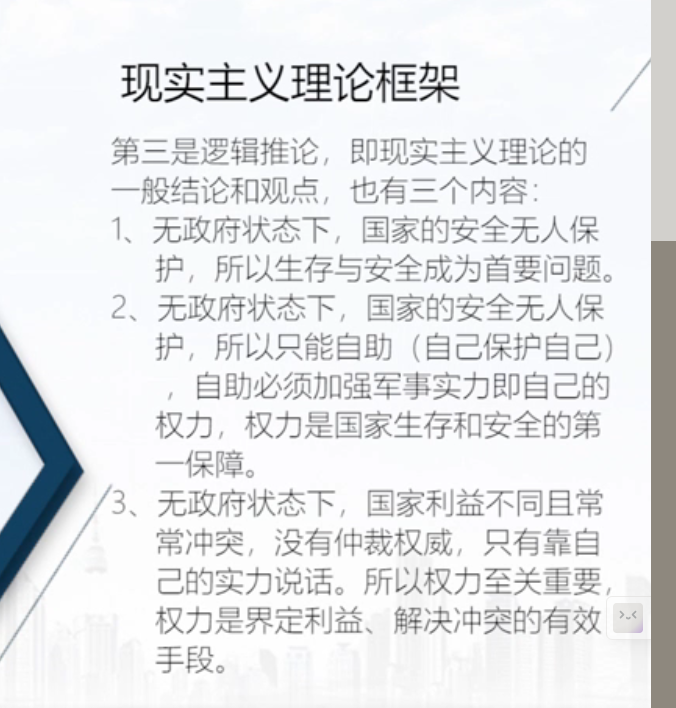 现实主义理论框架
第三是逻辑推论，即现实主义理论的
一般结论和观点，也有三个内容：
1、无政府状态下，国家的安全无人保
护，所以生存与安全成为首要问题。
2、无政府状态下，国家的安全无人保
护，所以只能自助（自己保护自己）
，自助必须加强军事实力即自己的
权力，权力是国家生存和安全的第
一保障。
3、无政府状态下，国家利益不同且常
常冲突，没有仲裁权威，只有靠自
己的实力说话。所以权力至关重要，
权力是界定利益、解决冲突的有效
手段。